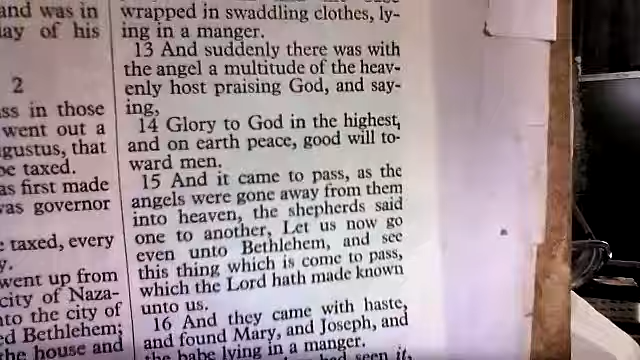 and was in
ay of his
2
ss in those
went out a
gustus, that
be taxed.
as first made
was governor
e taxed, every
y.
went up from
city of Naza-
nto the city of
ed Bethlehem;
the house and
wrapped in swaddling clothes, ly-
ing in a manger.
13 And suddenly there was with
the angel a multitude of the heav-
enly host praising God, and say-
ing,
14 Glory to God in the highest,
and on earth peace, good will to-
ward men.
15 And it came to pass, as the
angels were gone away from them
into heaven, the shepherds said
one to another, Let us now go
even unto Bethlehem, and see
this thing which is come to pass,
which the Lord hath made known
unto us.
16 And they came with haste,
and found Mary, and Joseph, and
the babe lying in a manger.
had seen it,